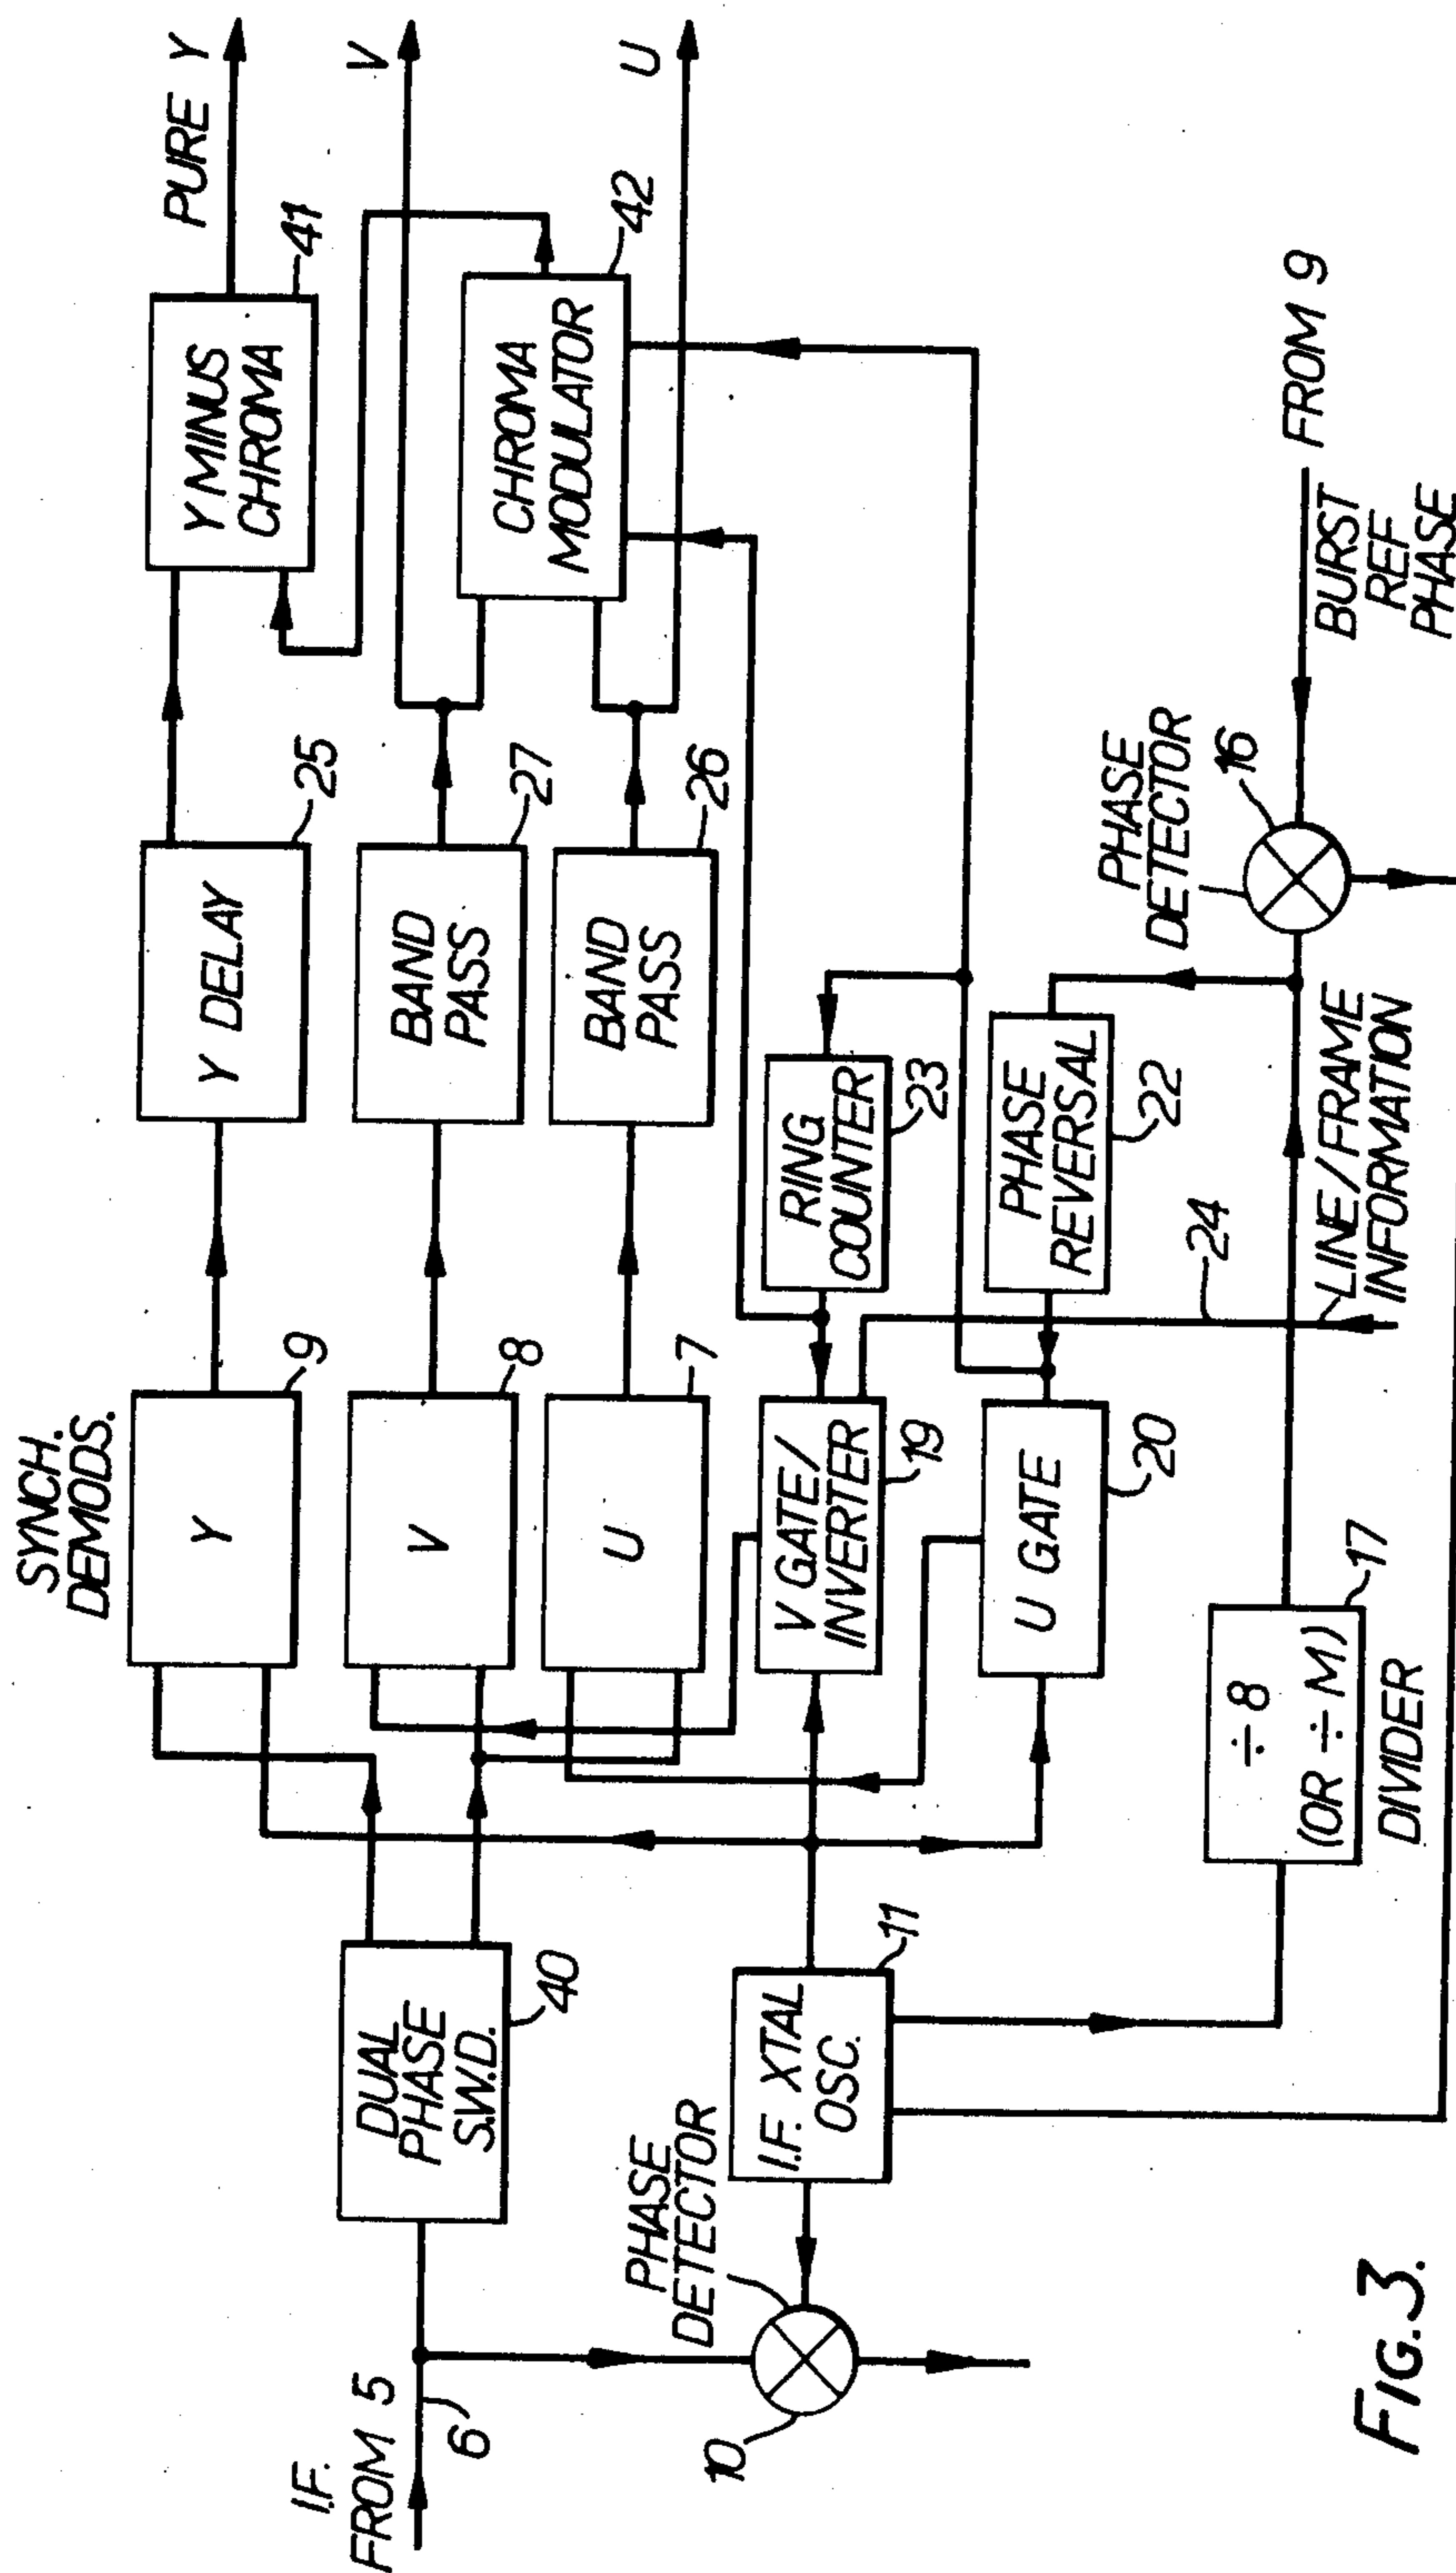 I.F.
FROM 5
6
DUAL
PHASE
S.W.D.
40
SYNCH.
DEMODS.
Y
9
V
8
U
7
Y DELAY
25
BAND
PASS
27
BAND
PASS
26
Y MINUS
CHROMA
41
PURE Y
V
U
CHROMA
MODULATOR
42
PHASE
DETECTOR
10
I.F. XTAL
OSC.
11
V GATE/
INVERTER
19
U GATE
20
RING
COUNTER
23
PHASE
REVERSAL
22
24
LINE/FRAME
INFORMATION
÷8
(OR ÷M)
17
DIVIDER
PHASE
DETECTOR
16
FROM 9
BURST
REF
PHASE
FIG.3.